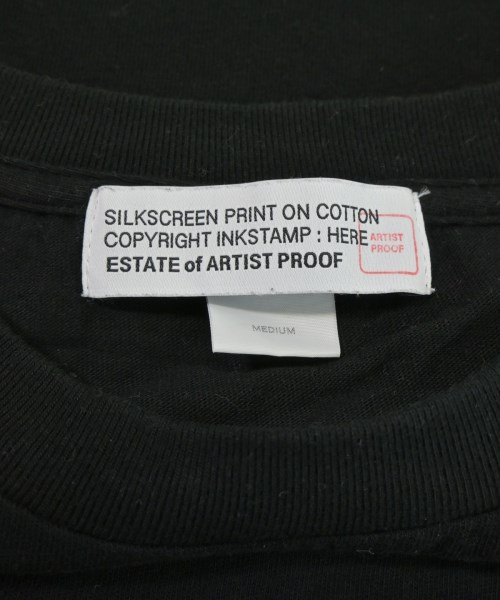 SILKSCREEN PRINT ON COTTON
COPYRIGHT INKSTAMP : HERE
ESTATE of ARTIST PROOF
ARTIST
PROOF
MEDIUM